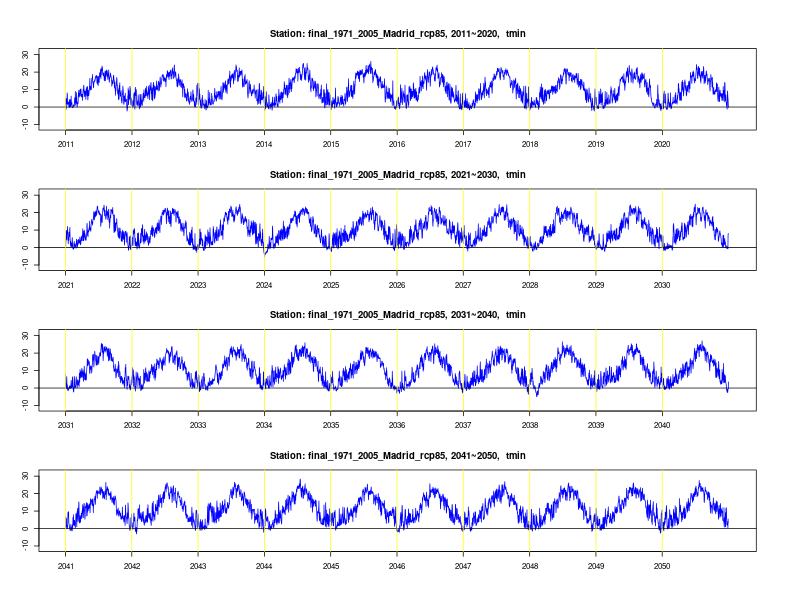 Station: final_1971_2005_Madrid_rcp85, 2011~2020, tmin
30
20
10
0
-10
2011 2012 2013 2014 2015 2016 2017 2018 2019 2020
Station: final_1971_2005_Madrid_rcp85, 2021~2030, tmin
30
20
10
0
-10
2021 2022 2023 2024 2025 2026 2027 2028 2029 2030
Station: final_1971_2005_Madrid_rcp85, 2031~2040, tmin
30
20
10
0
-10
2031 2032 2033 2034 2035 2036 2037 2038 2039 2040
Station: final_1971_2005_Madrid_rcp85, 2041~2050, tmin
30
20
10
0
-10
2041 2042 2043 2044 2045 2046 2047 2048 2049 2050